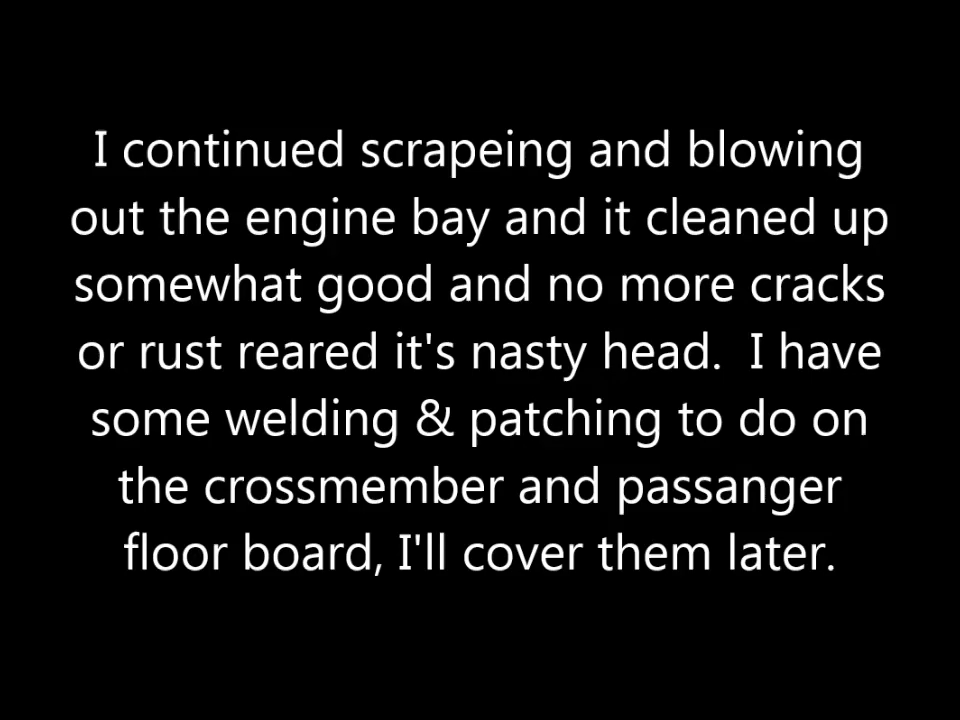 I continued scrapeing and blowing
out the engine bay and it cleaned up
somewhat good and no more cracks
or rust reared it's nasty head.  I have
some welding & patching to do on
the crossmember and passanger
floor board, I'll cover them later.